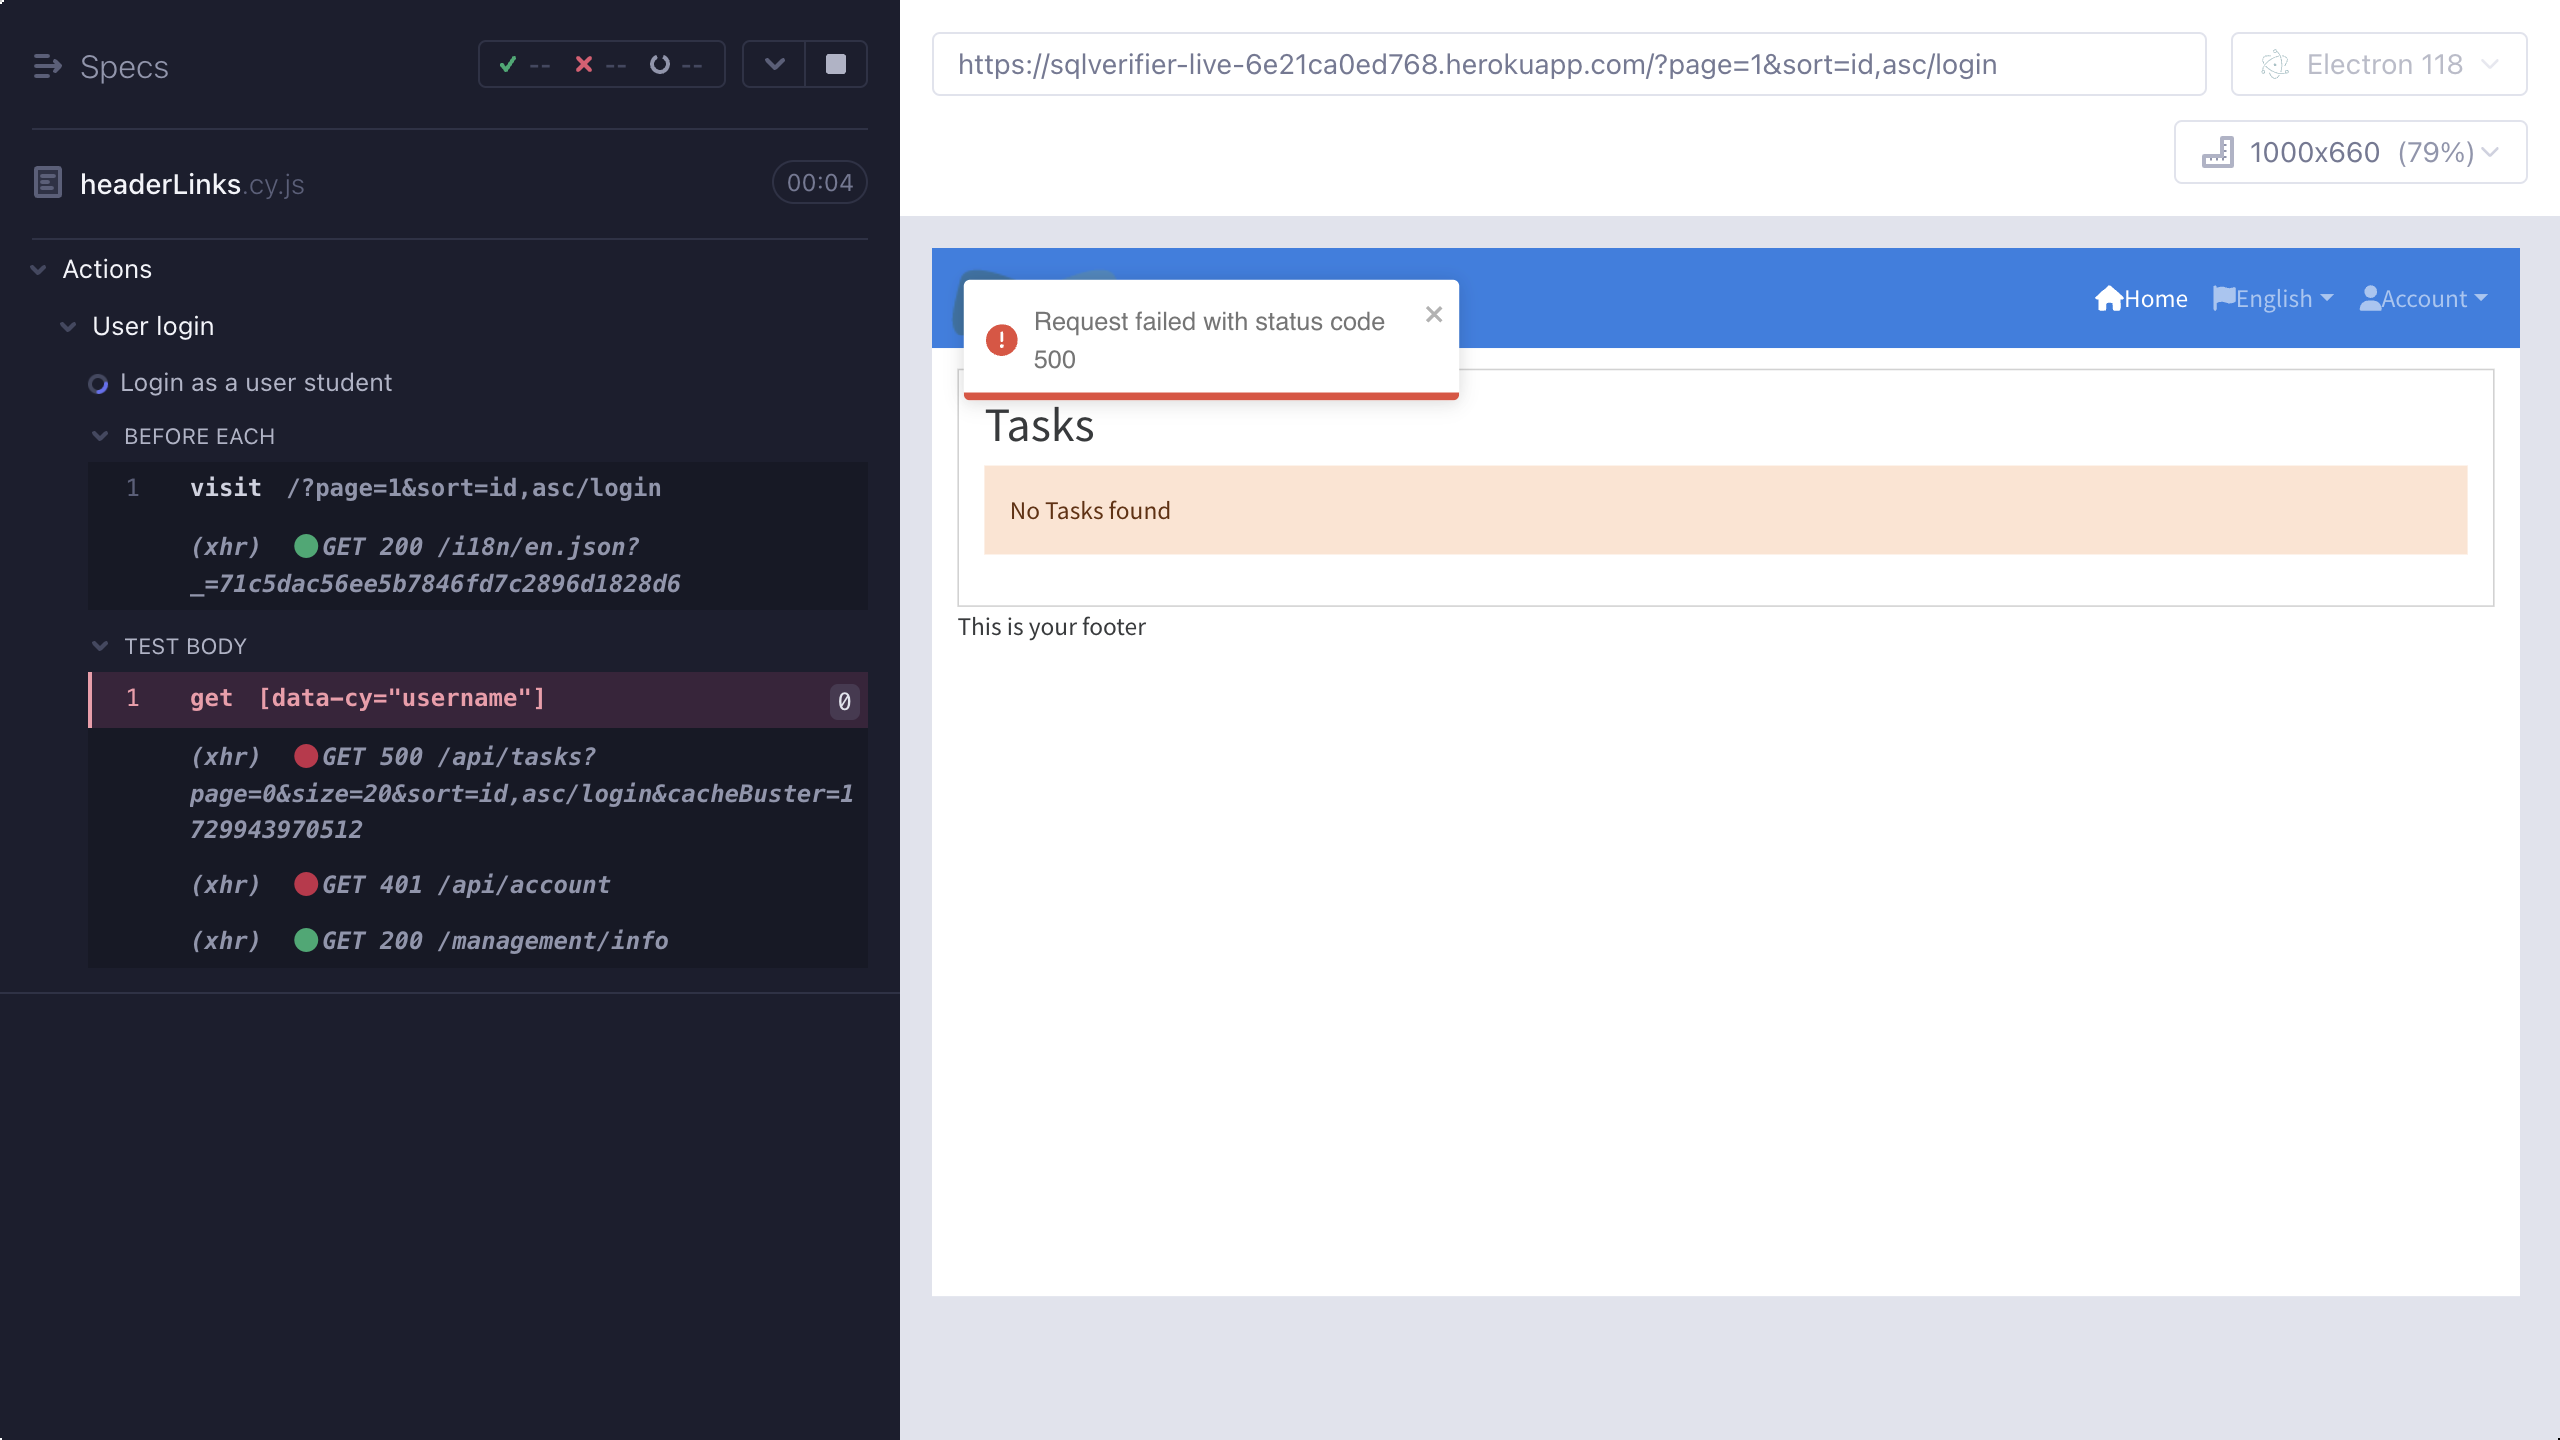 Specs
-- -- --
headerLinks.cy.js 00:04
Actions
User login
Login as a user student
BEFORE EACH
1 visit /?page=1&sort=id,asc/login
(xhr) GET 200 /i18n/en.json?
_=71c5dac56ee5b7846fd7c2896d1828d6
TEST BODY
1 get [data-cy="username"] 0
(xhr) GET 500 /api/tasks?
page=0&size=20&sort=id,asc/login&cacheBuster=1
729943970512
(xhr) GET 401 /api/account
(xhr) GET 200 /management/info
https://sqlverifier-live-6e21ca0ed768.herokuapp.com/?page=1&sort=id,asc/login
Electron 118
1000x660 (79%)
Home English Account
Request failed with status code
500
Tasks
No Tasks found
This is your footer